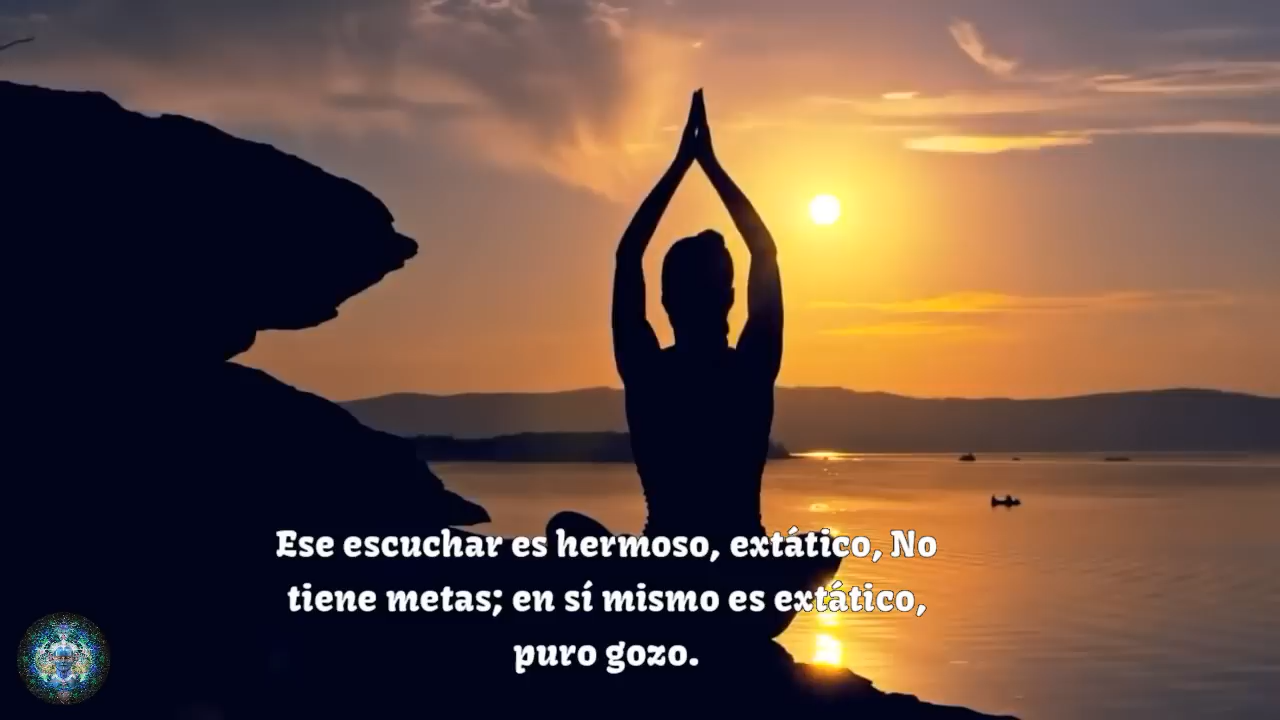 Ese escuchar es hermoso, extático, No
tiene metas; en sí mismo es extático,
puro gozo.